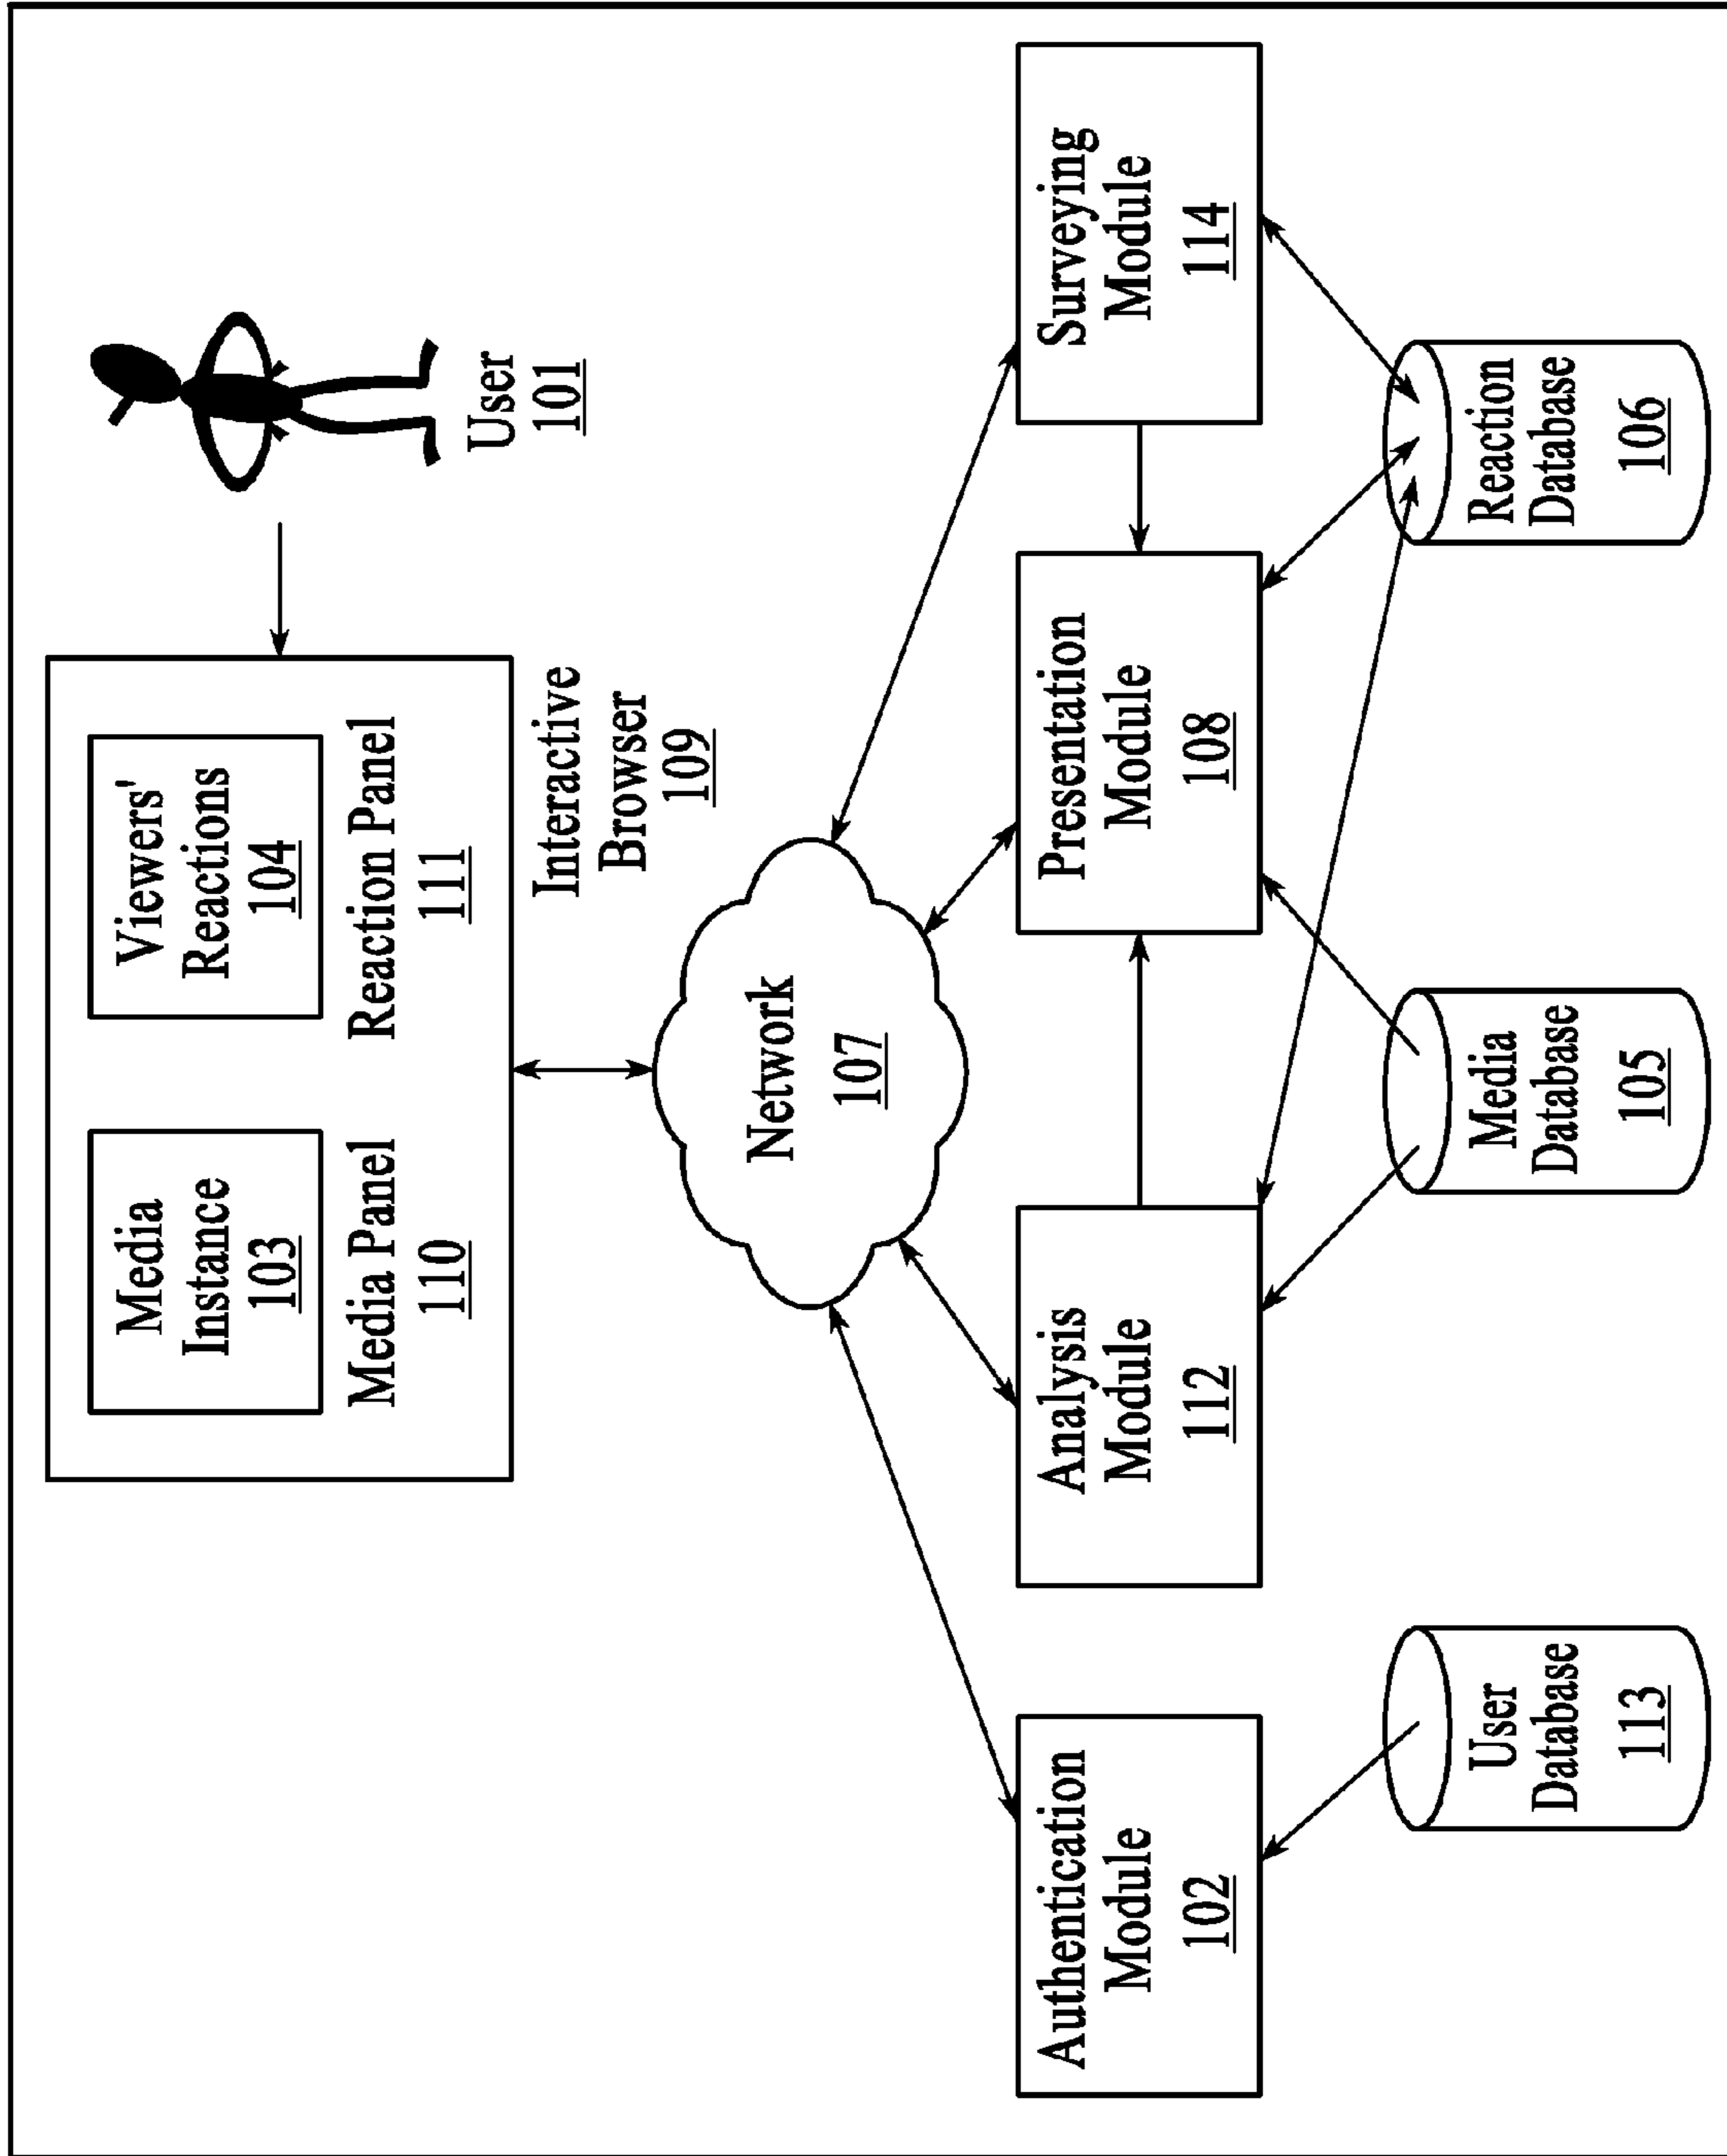 Media
Instance
103
Media Panel
110
Viewers'
Reactions
104
Reaction Panel
111
User
101
Interactive
Browser
109
Network
107
Authentication
Module
102
Analysis
Module
112
Presentation
Module
108
Surveying
Module
114
User
Database
113
Media
Database
105
Reaction
Database
106